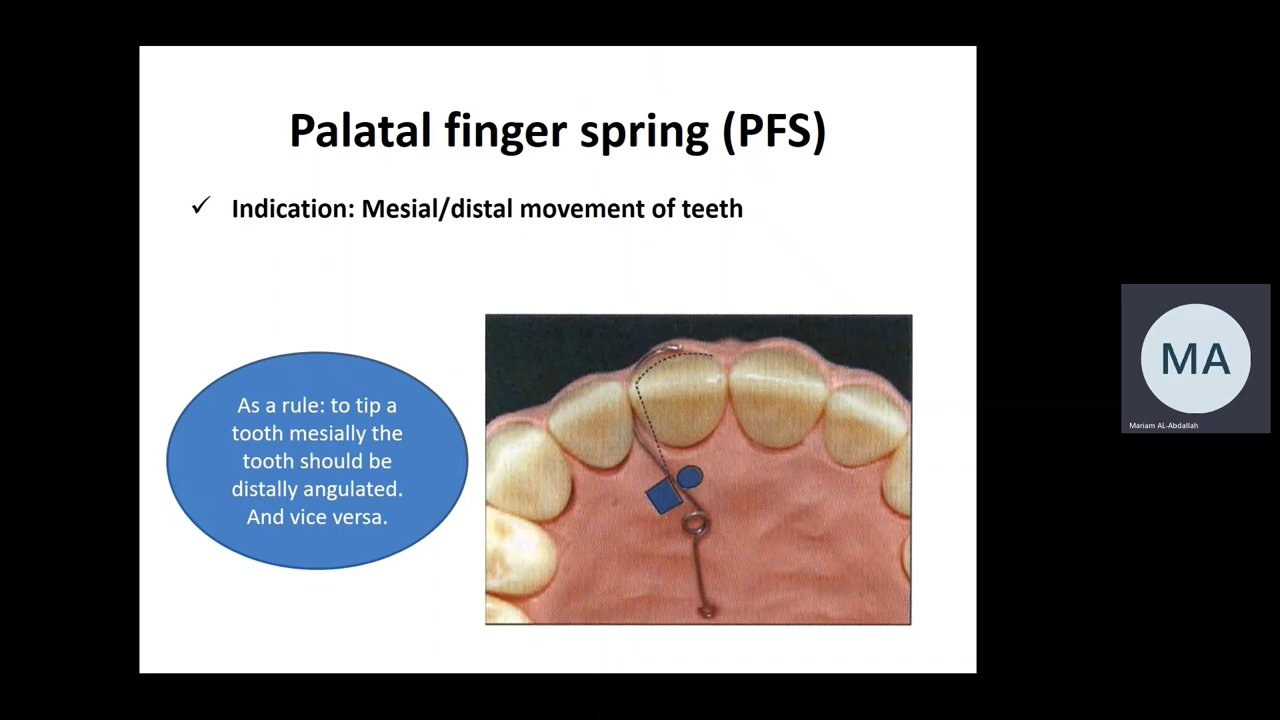 Palatal finger spring (PFS)
✓ Indication: Mesial/distal movement of teeth
As a rule: to tip a
tooth mesially the
tooth should be
distally angulated.
And vice versa.
MA
Mariam AL-Abdallah